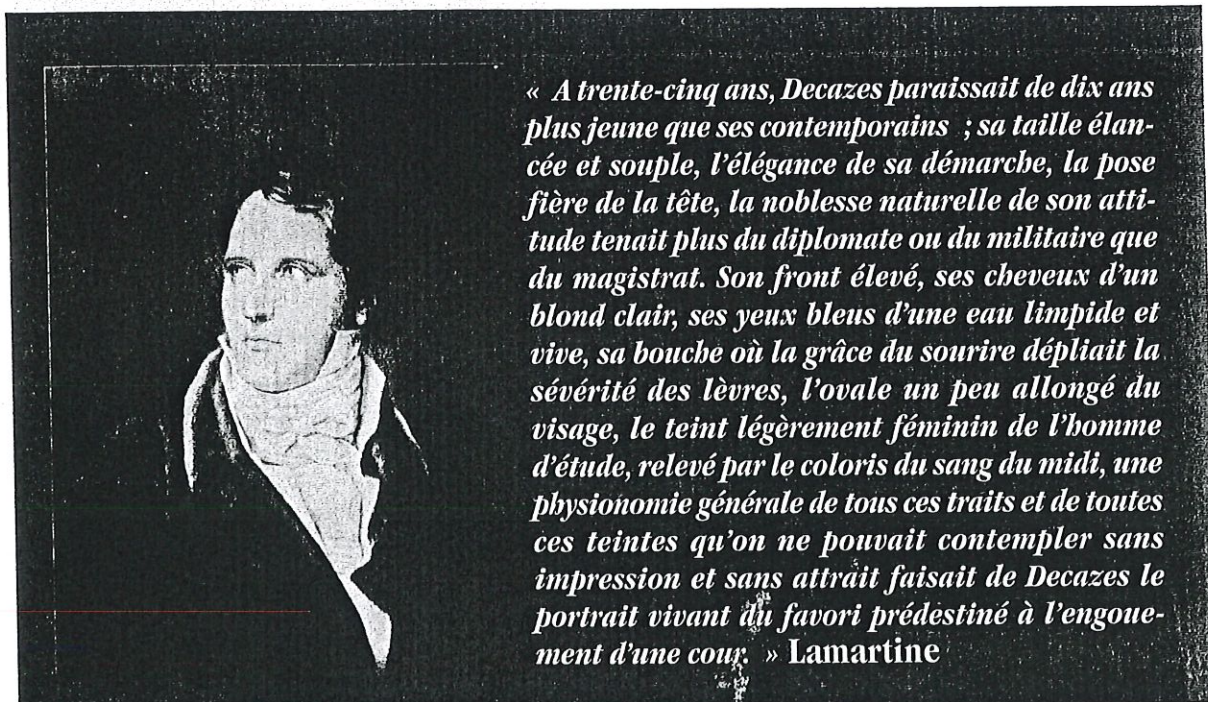 « A trente-cinq ans, Decazes paraissait de dix ans
plus jeune que ses contemporains ; sa taille élan-
cée et souple, l'élégance de sa démarche, la pose
fière de la tête, la noblesse naturelle de son atti-
tude tenait plus du diplomate ou du militaire que
du magistrat. Son front élevé, ses cheveux d'un
blond clair, ses yeux bleus d'une eau limpide et
vive, sa bouche où la grâce du sourire dépliait la
sévérité des lèvres, l'ovale un peu allongé du
visage, le teint légèrement féminin de l'homme
d'étude, relevé par le coloris du sang du midi, une
physionomie générale de tous ces traits et de toutes
ces teintes qu'on ne pouvait contempler sans
impression et sans attrait faisait de Decazes le
portrait vivant du favori prédestiné à l'engoue-
ment d'une cour. » Lamartine